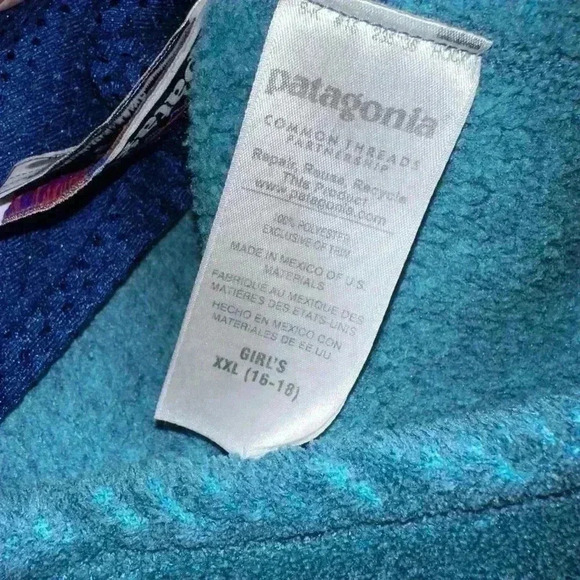 patagonia
COMMON THREADS
PARTNERSHIP
Repair, Reuse, Recycle
This Product
www.patagonia.com
100% POLYESTER
EXCLUSIVE OF TRIM
MADE IN MEXICO OF U.S.
MATERIALS
FABRIQUÉ AU MEXIQUE DES
MATIÈRES DES ÉTATS-UNIS
HECHO EN MEXICO CON
MATERIALES DE EE.UU.
GIRL'S
XXL (16-18)